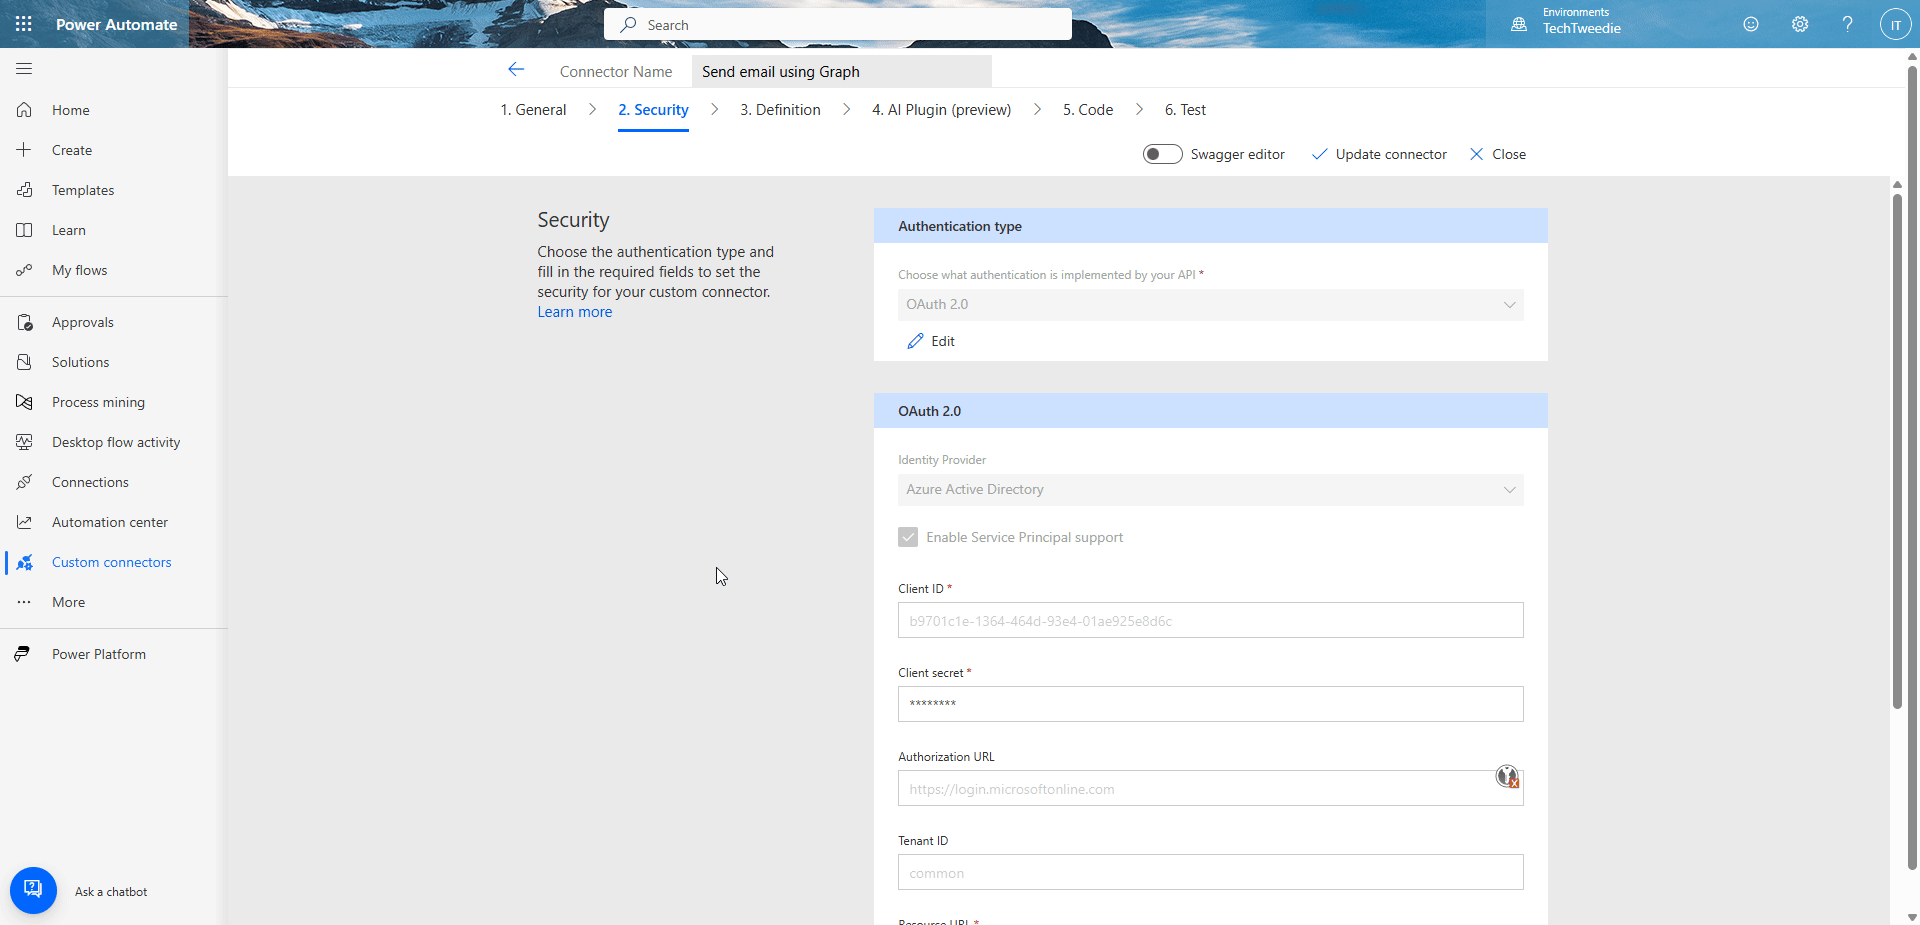 Power Automate
Search
Environments
TechTweedie
IT
Connector Name
Send email using Graph
1. General
2. Security
3. Definition
4. AI Plugin (preview)
5. Code
6. Test
Swagger editor
Update connector
Close
Home
Create
Templates
Learn
My flows
Approvals
Solutions
Process mining
Desktop flow activity
Connections
Automation center
Custom connectors
More
Power Platform
Ask a chatbot
Security
Choose the authentication type and
fill in the required fields to set the
security for your custom connector.
Learn more
Authentication type
Choose what authentication is implemented by your API *
OAuth 2.0
Edit
OAuth 2.0
Identity Provider
Azure Active Directory
Enable Service Principal support
Client ID *
b9701c1e-1364-464d-93e4-01ae925e8d6c
Client secret *
********
Authorization URL
https://login.microsoftonline.com
Tenant ID
common
Resource URL *